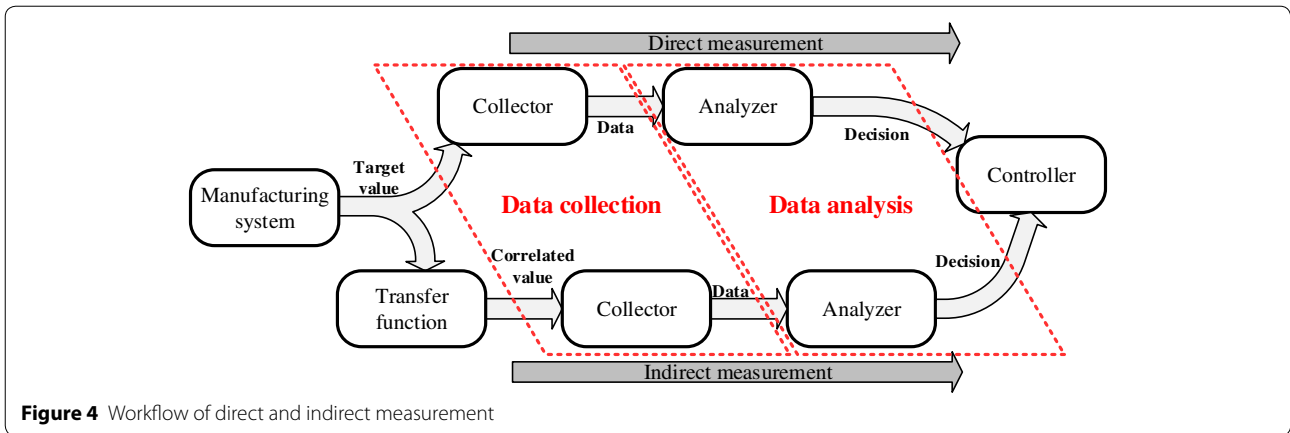 Direct measurement
Collector
Analyzer
Data
Decision
Target
value
Manufacturing
system
Controller
Data collection
Data analysis
Correlated
value
Decision
Transfer
function
Collector
Data
Analyzer
Indirect measurement
Figure 4 Workflow of direct and indirect measurement